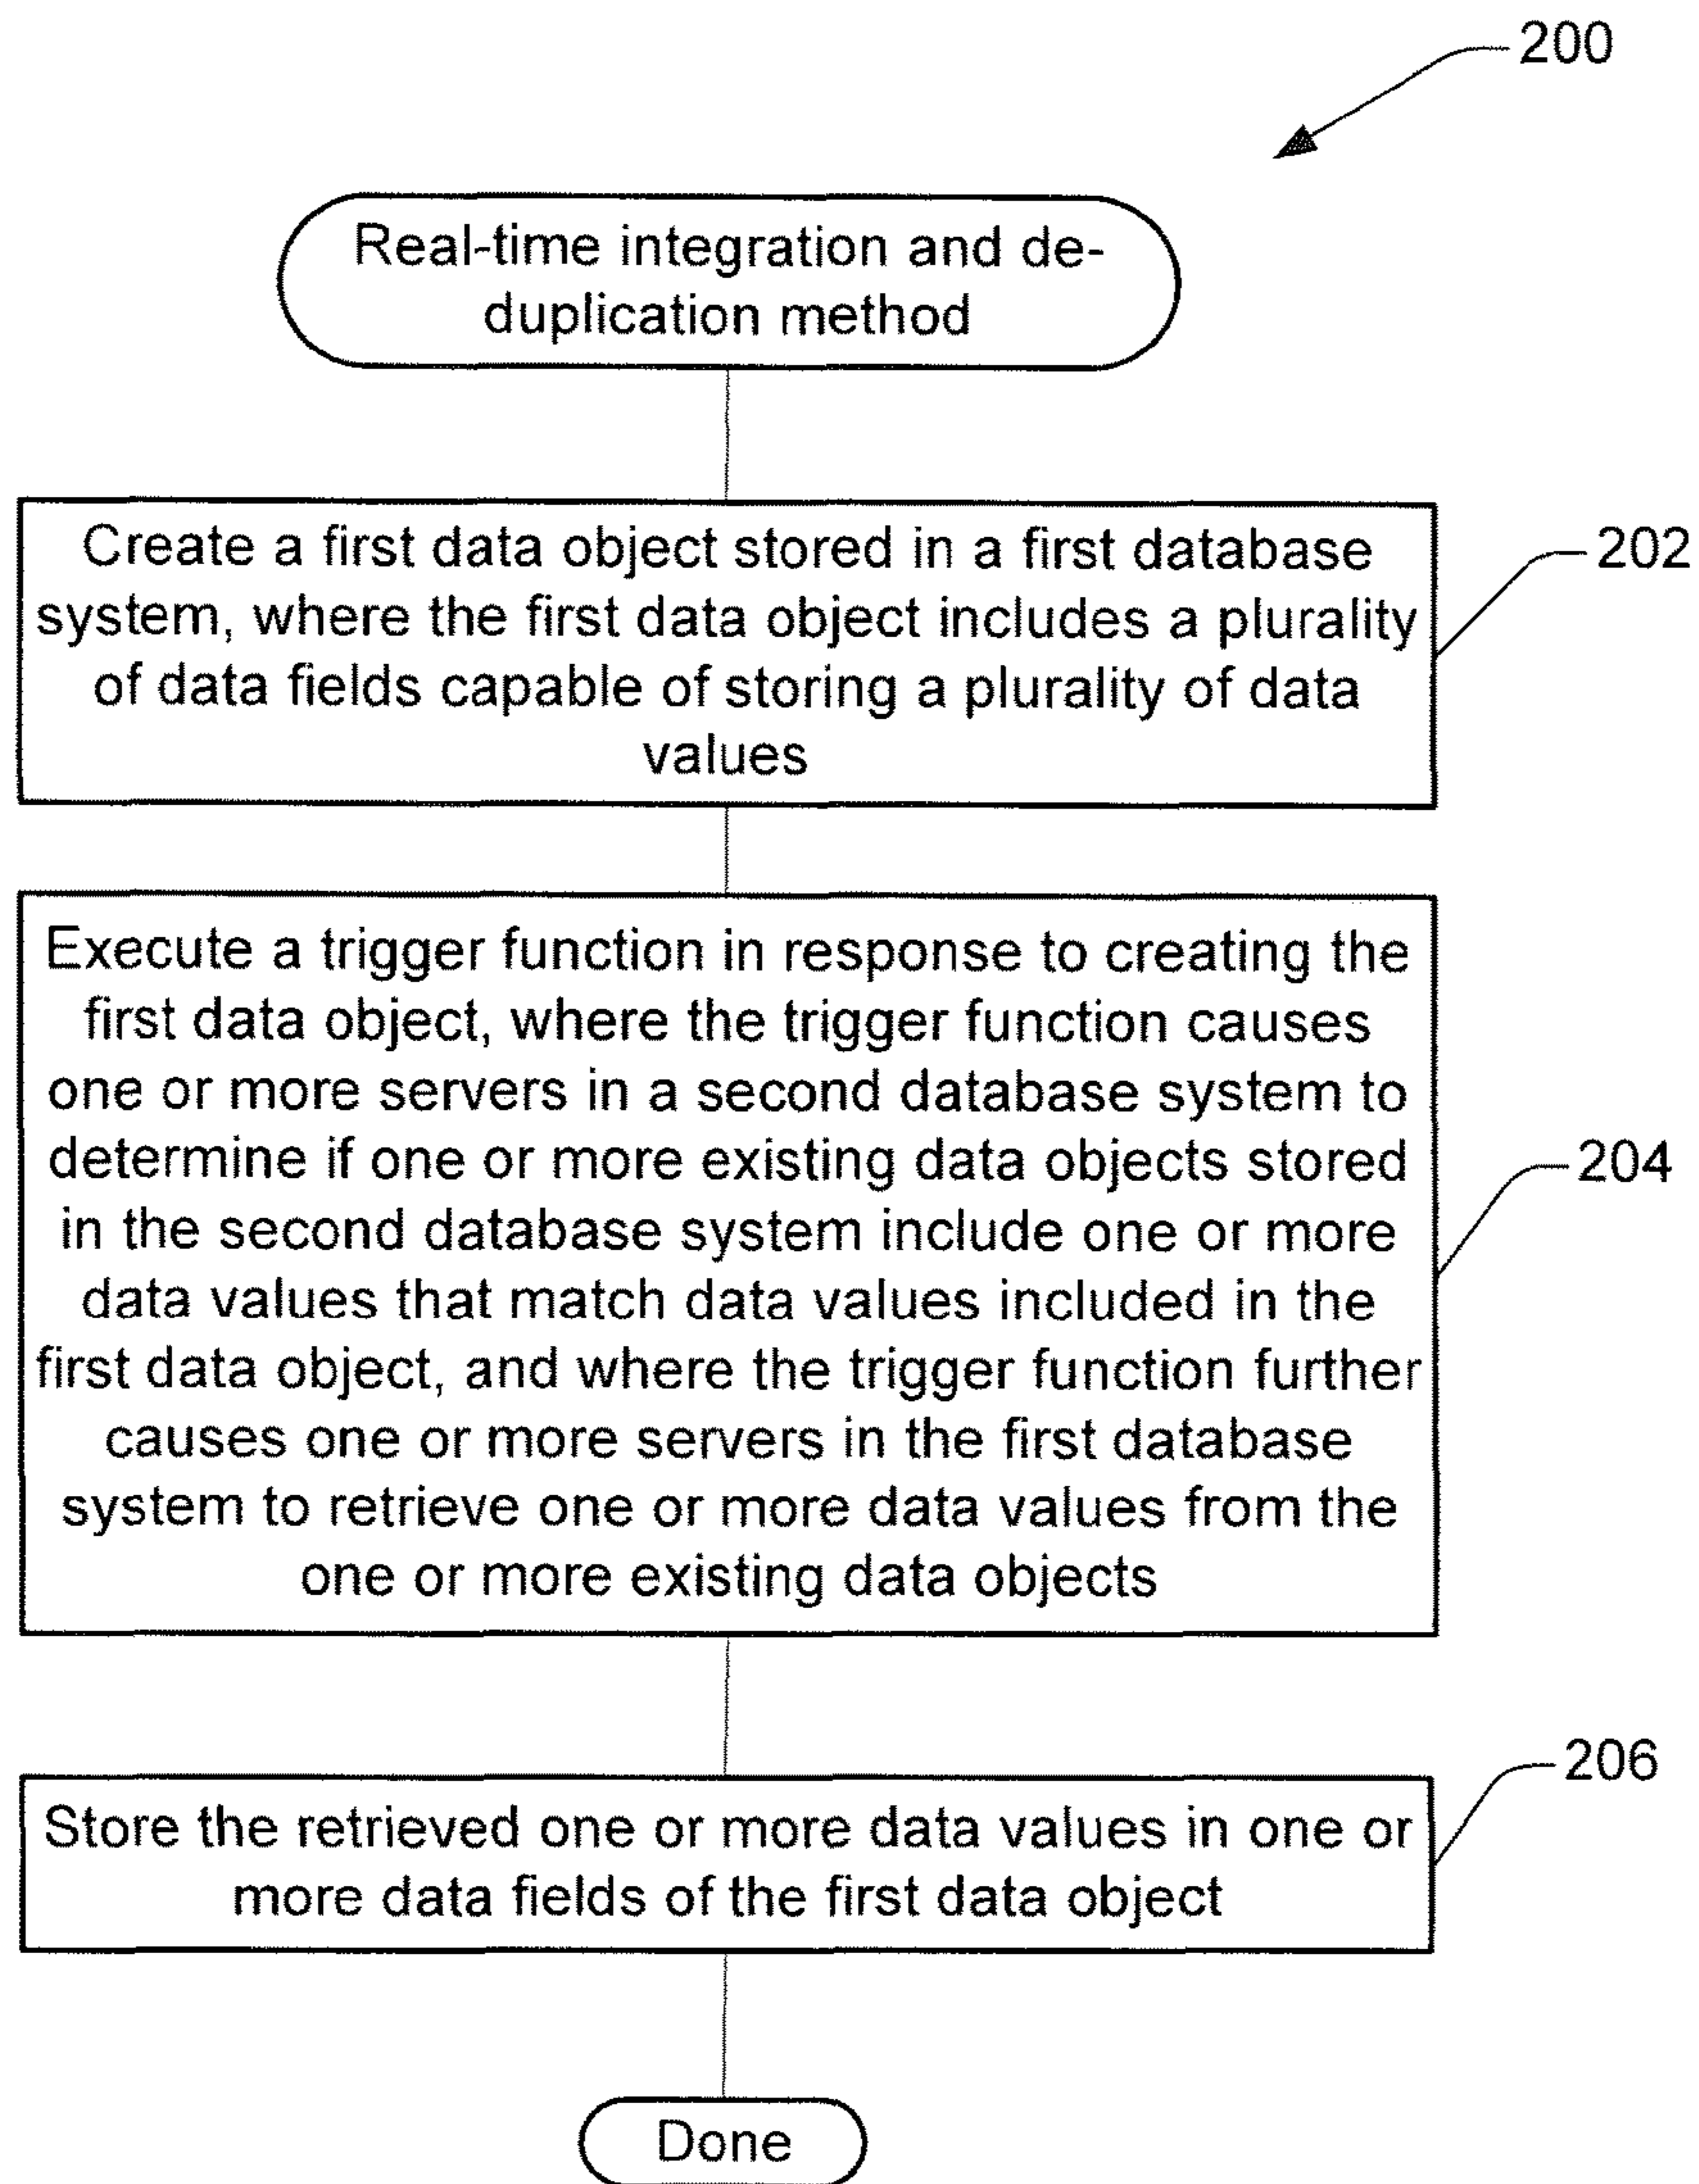 200
Real-time integration and de-
duplication method
Create a first data object stored in a first database
system, where the first data object includes a plurality
of data fields capable of storing a plurality of data
values
202
Execute a trigger function in response to creating the
first data object, where the trigger function causes
one or more servers in a second database system to
determine if one or more existing data objects stored
in the second database system include one or more
data values that match data values included in the
first data object, and where the trigger function further
causes one or more servers in the first database
system to retrieve one or more data values from the
one or more existing data objects
204
Store the retrieved one or more data values in one or
more data fields of the first data object
206
Done